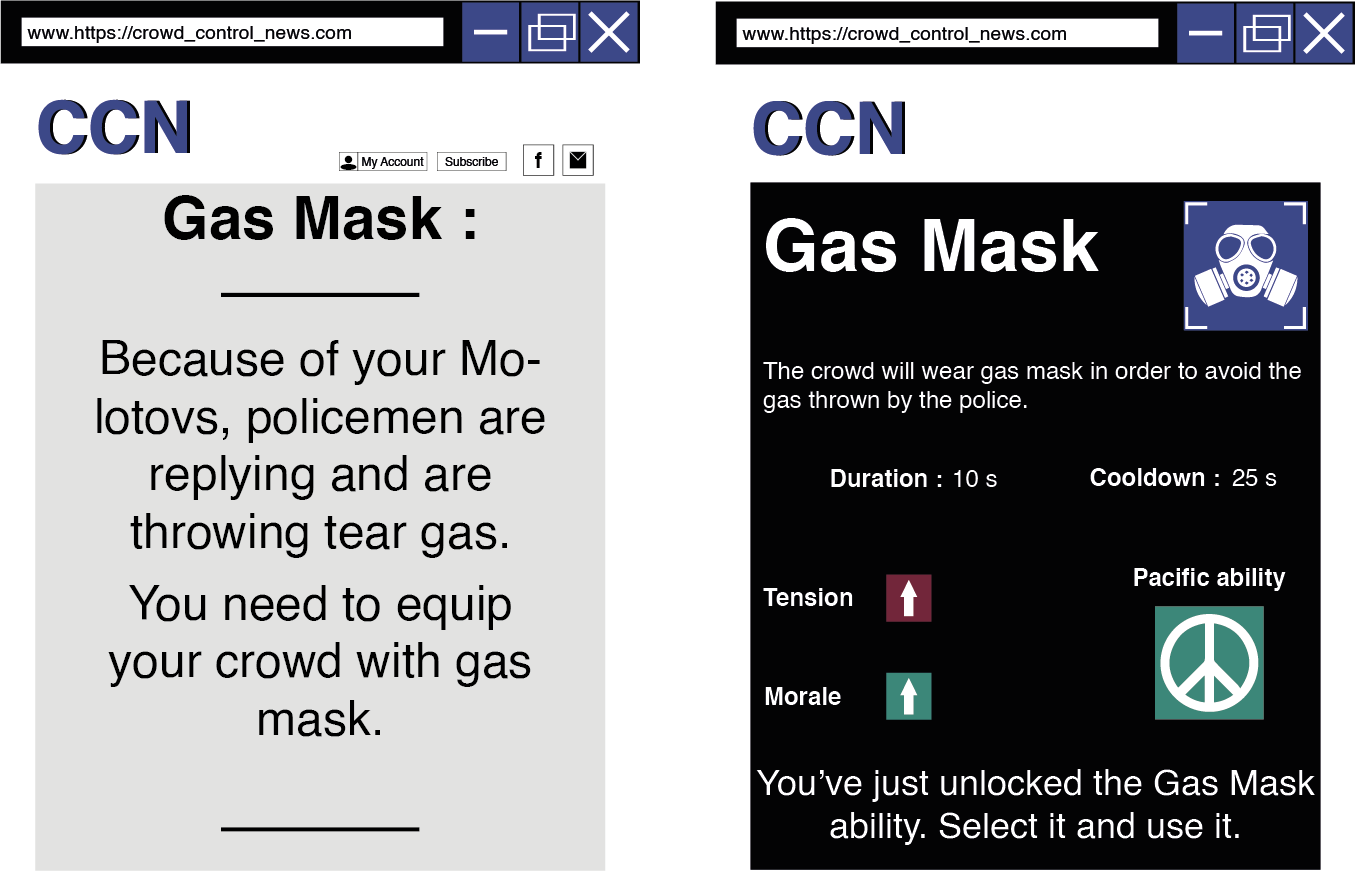 www.https://crowd_control_news.com
CCN
My Account
Subscribe
f
Gas Mask :
Because of your Mo-
lotovs, policemen are
replying and are
throwing tear gas.
You need to equip
your crowd with gas
mask.
www.https://crowd_control_news.com
CCN
Gas Mask
The crowd will wear gas mask in order to avoid the
gas thrown by the police.
Duration : 10 s
Cooldown : 25 s
Pacific ability
Tension
Morale
You’ve just unlocked the Gas Mask
ability. Select it and use it.